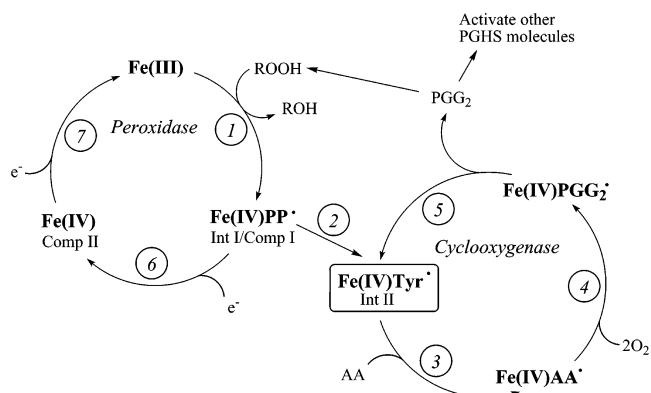 Activate other
PGHS molecules
Fe(III)
ROOH
PGG2
ROH
Peroxidase
1
7
e-
Fe(IV)PP•
Int I/Comp I
2
Fe(IV)
Comp II
6
e-
Fe(IV)PGG2•
5
Cyclooxygenase
Fe(IV)Tyr•
Int II
4
2O2
3
AA
Fe(IV)AA•